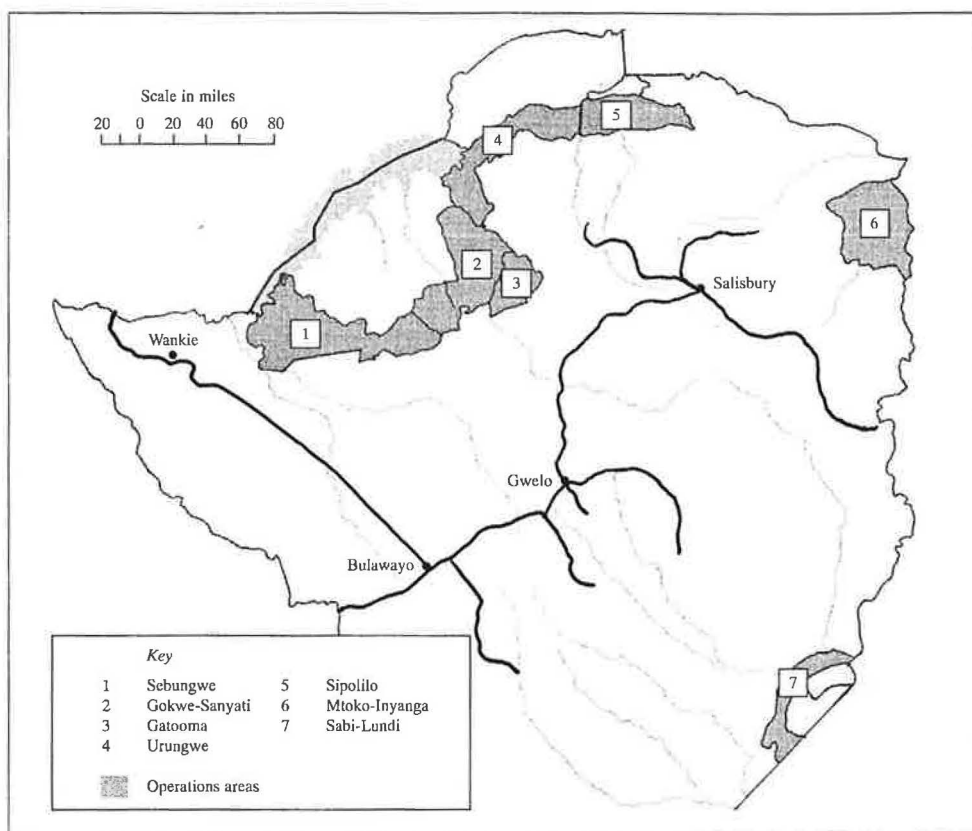 Scale in miles
20 0 20 40 60 80
5
4
6
2
3
Salisbury
1
Wankie
Gwelo
Bulawayo
7
Key
1 Sebungwe 5 Sipolilo
2 Gokwe-Sanyati 6 Mtoko-Inyanga
3 Gatooma 7 Sabi-Lundi
4 Urungwe
Operations areas